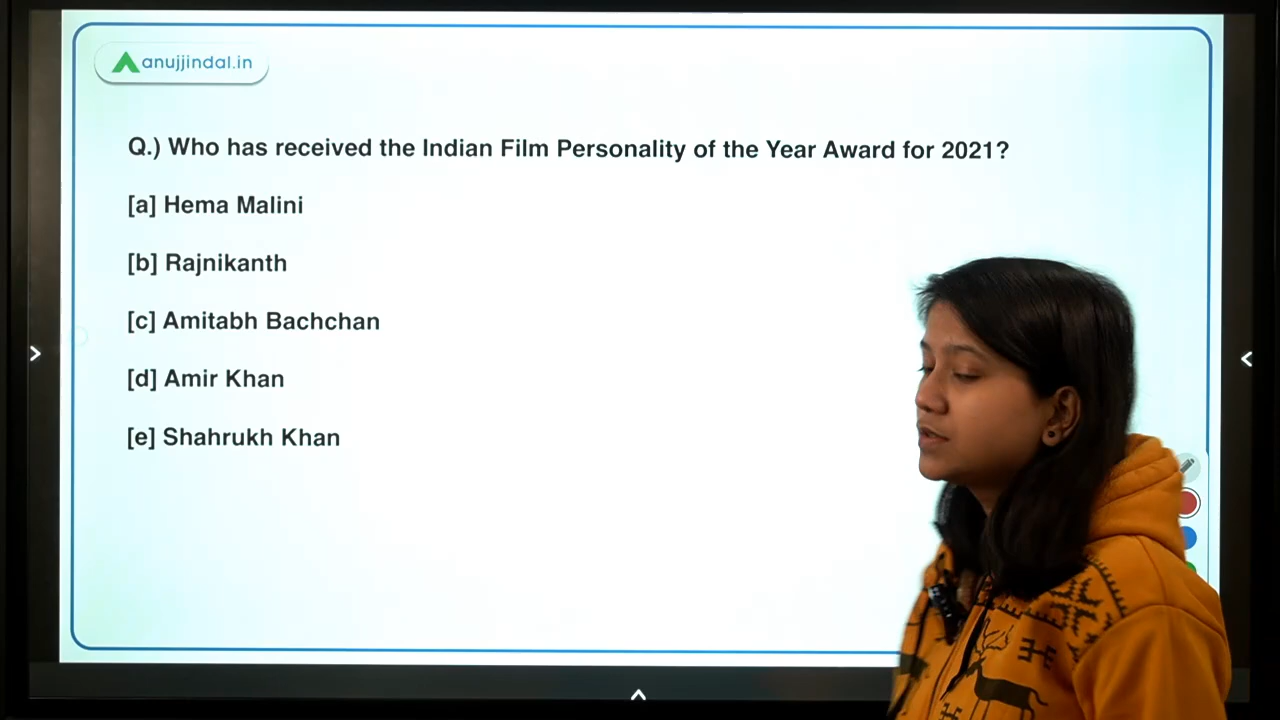 anujjindal.in
Q.) Who has received the Indian Film Personality of the Year Award for 2021?
[a] Hema Malini
[b] Rajnikanth
[c] Amitabh Bachchan
[d] Amir Khan
[e] Shahrukh Khan